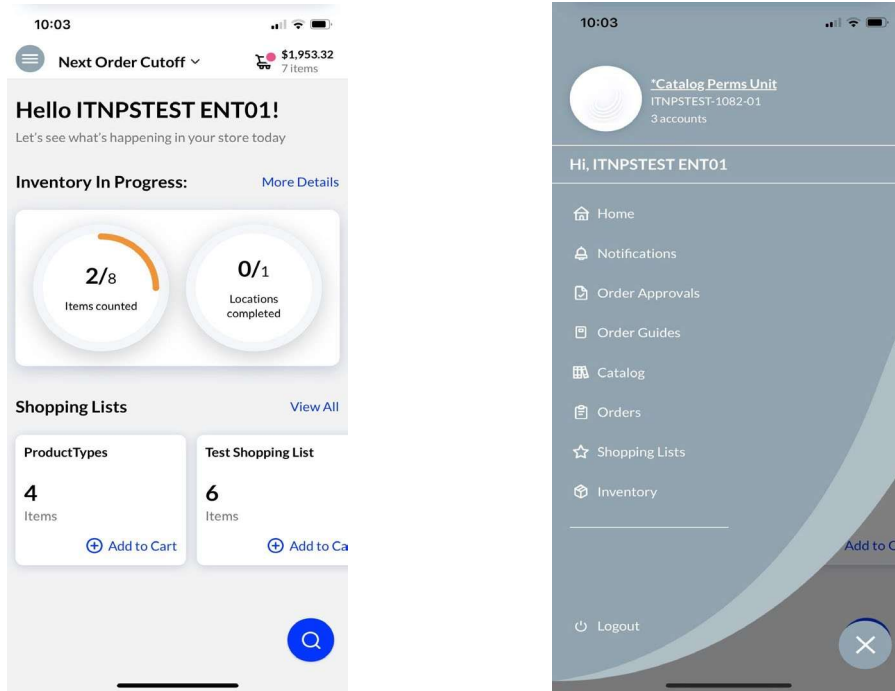 10:03
Next Order Cutoff
$1,953.32
7 items
Hello ITNPSTEST ENT01!
Let's see what's happening in your store today
Inventory In Progress:
More Details
2/8
Items counted
0/1
Locations
completed
Shopping Lists
View All
ProductTypes
4
Items
Add to Cart
Test Shopping List
6
Items
Add to Ca
10:03
*Catalog Perms Unit
ITNPSTEST-1082-01
3 accounts
Hi, ITNPSTEST ENT01
Home
Notifications
Order Approvals
Order Guides
Catalog
Orders
Shopping Lists
Inventory
Add to C
Logout